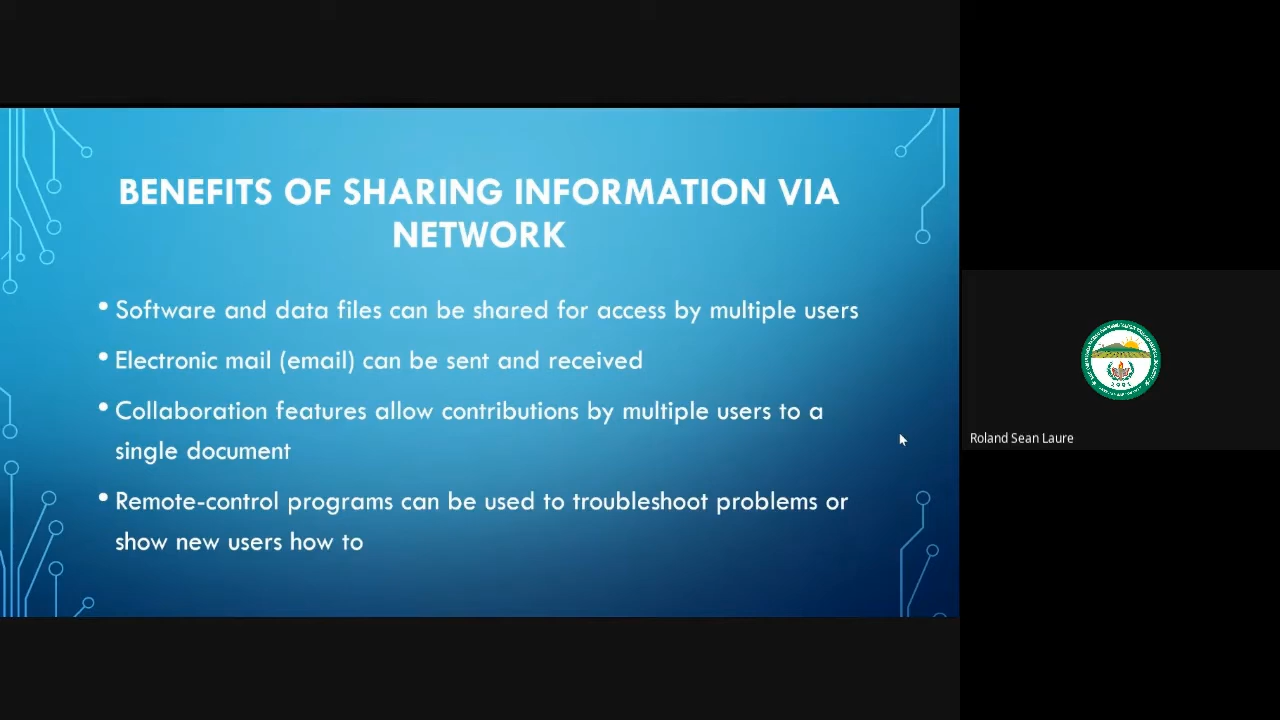 BENEFITS OF SHARING INFORMATION VIA
NETWORK
• Software and data files can be shared for access by multiple users
• Electronic mail (email) can be sent and received
• Collaboration features allow contributions by multiple users to a
single document
• Remote-control programs can be used to troubleshoot problems or
show new users how to
2001
Roland Sean Laure